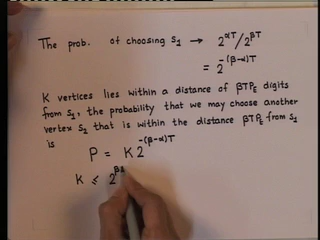 The prob. of choosing s₁ → 2^{αT}/2^{βT}
= 2^{-(β-α)T}
K vertices lies within a distance of βTP_E digits
from s₁, the probability that we may choose another
vertex s₂ that is within the distance βTP_E from s₁
is
P = K 2^{-(β-α)T}
K ≤ 2^β